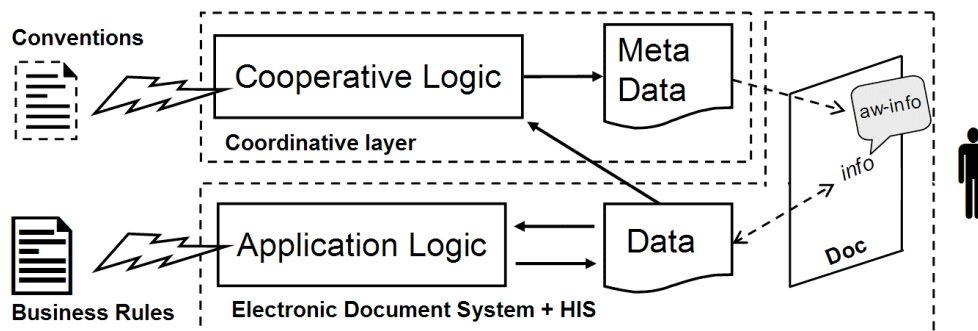 Conventions
Cooperative Logic
Meta
Data
aw-info
Coordinative layer
info
Application Logic
Data
Doc
Business Rules
Electronic Document System + HIS